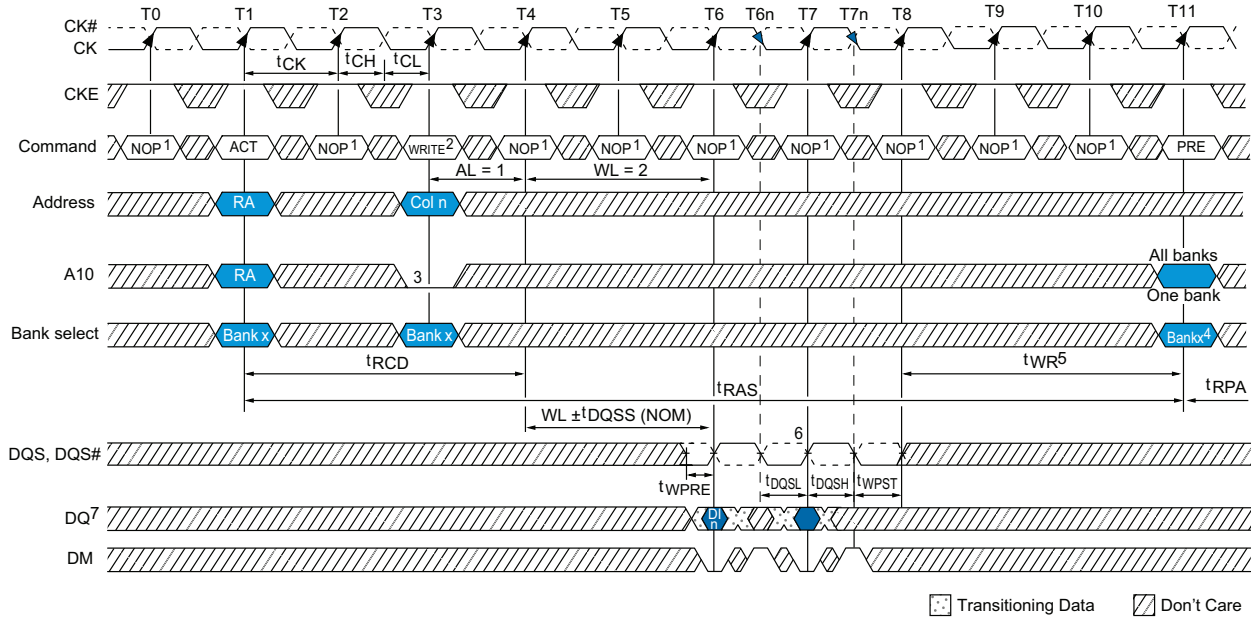 T0 T1 T2 T3 T4 T5 T6 T6n T7 T7n T8 T9 T10 T11
CK#
CK
tCK tCH tCL
CKE
Command NOP1 ACT NOP1 WRITE2 NOP1 NOP1 NOP1 NOP1 NOP1 NOP1 NOP1 PRE
AL = 1 WL = 2
Address RA Col n
All banks
A10 RA 3
One bank
Bank select Bank x Bank x Bankx4
tRCD tWR5
tRAS tRPA
WL ±tDQSS (NOM)
6
DQS, DQS#
tWPRE tDQSL tDQSH tWPST
DQ7 DI
n
DM
Transitioning Data Don't Care